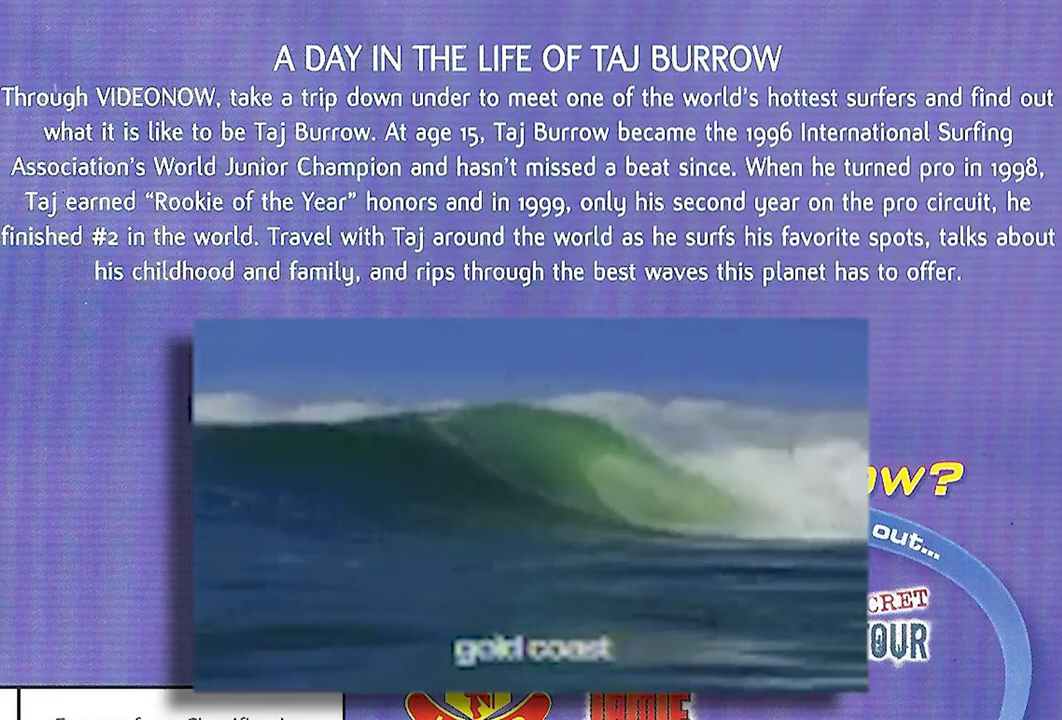 A DAY IN THE LIFE OF TAJ BURROW
Through VIDEONOW, take a trip down under to meet one of the world's hottest surfers and find out
what it is like to be Taj Burrow. At age 15, Taj Burrow became the 1996 International Surfing
Association's World Junior Champion and hasn't missed a beat since. When he turned pro in 1998,
Taj earned “Rookie of the Year” honors and in 1999, only his second year on the pro circuit, he
finished #2 in the world. Travel with Taj around the world as he surfs his favorite spots, talks about
his childhood and family, and rips through the best waves this planet has to offer.
ow?
out...
CRET
OUR
gold coast